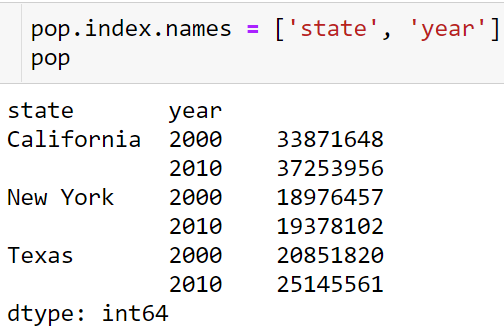 pop.index.names = ['state', 'year']
pop
state       year
California  2000    33871648
            2010    37253956
New York    2000    18976457
            2010    19378102
Texas       2000    20851820
            2010    25145561
dtype: int64